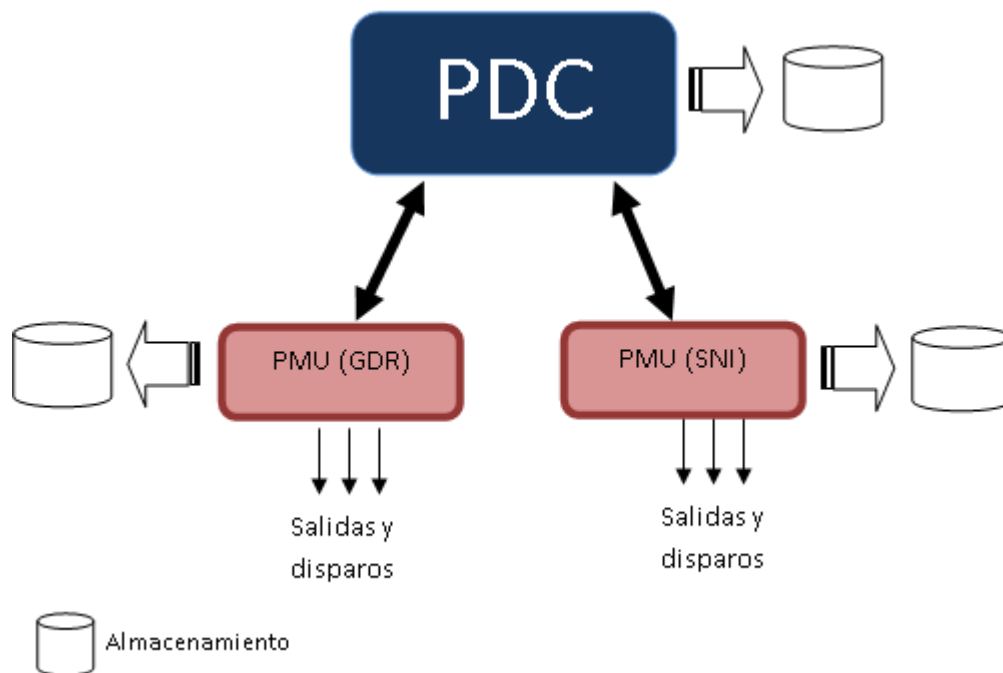 PDC
PMU (GDR)
PMU (SNI)
Salidas y
disparos
Salidas y
disparos
Almacenamiento